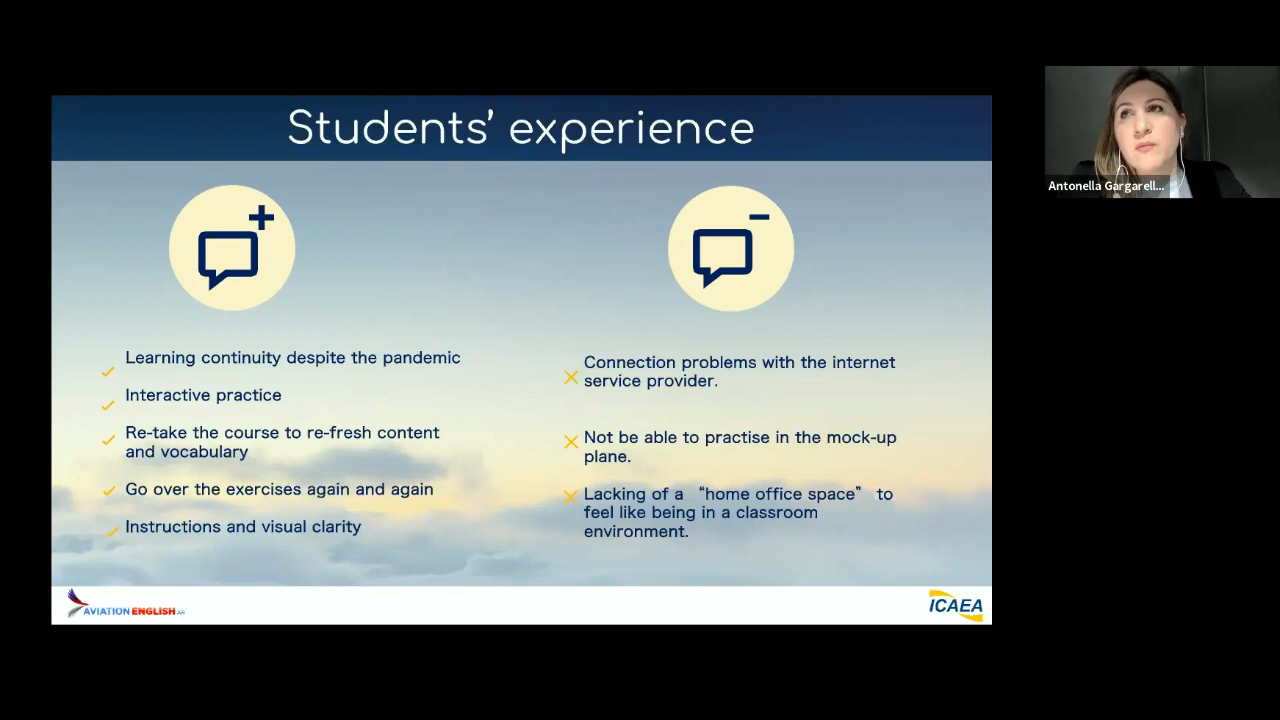 Students' experience
Learning continuity despite the pandemic
Interactive practice
Re-take the course to re-fresh content
and vocabulary
Go over the exercises again and again
Instructions and visual clarity
Connection problems with the internet
service provider.
Not be able to practise in the mock-up
plane.
Lacking of a “home office space” to
feel like being in a classroom
environment.
AVIATION ENGLISH AR
ICAEA
Antonella Gargarell...